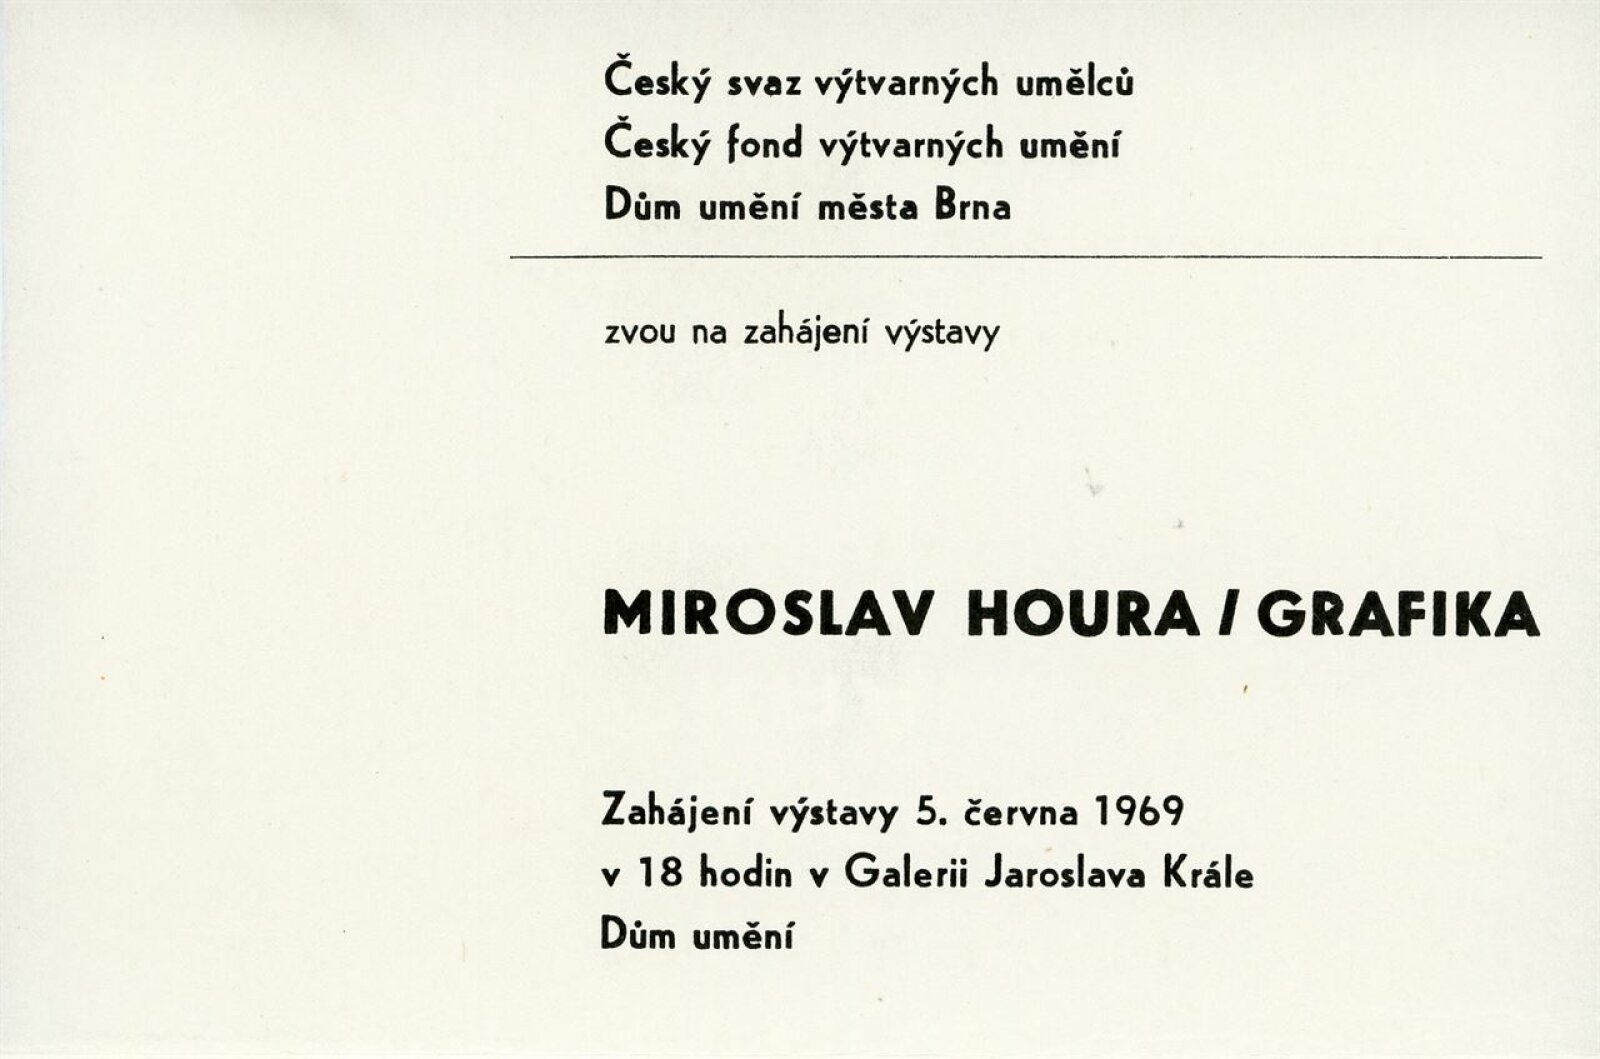 Český svaz výtvarných umělců
Český fond výtvarných umění
Dům umění města Brna
zvou na zahájení výstavy
MIROSLAV HOURA / GRAFIKA
Zahájení výstavy 5. června 1969
v 18 hodin v Galerii Jaroslava Krále
Dům umění